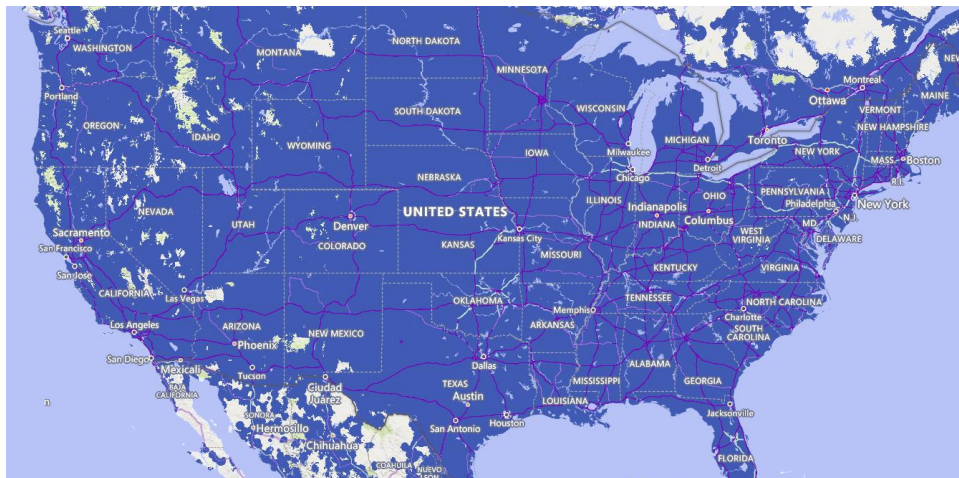 Seattle
WASHINGTON
MONTANA
NORTH DAKOTA
MINNESOTA
Ottawa
Montreal
MAINE
VERMONT
Portland
OREGON
IDAHO
WYOMING
SOUTH DAKOTA
WISCONSIN
MICHIGAN
Toronto
NEW HAMPSHIRE
NEW YORK
MASS.
Boston
R.I.
Milwaukee
Chicago
Detroit
IOWA
NEBRASKA
NEVADA
UTAH
Denver
COLORADO
UNITED STATES
KANSAS
Kansas City
MISSOURI
ILLINOIS
Indianapolis
INDIANA
OHIO
Columbus
PENNSYLVANIA
Philadelphia
New York
N.J.
MD.
DELAWARE
WEST
VIRGINIA
VIRGINIA
KENTUCKY
Sacramento
San Francisco
San Jose
CALIFORNIA
Las Vegas
Los Angeles
San Diego
Mexicali
BAJA
CALIFORNIA
ARIZONA
Phoenix
Tucson
NEW MEXICO
Ciudad
Juárez
OKLAHOMA
ARKANSAS
Memphis
TENNESSEE
NORTH CAROLINA
Charlotte
SOUTH
CAROLINA
Dallas
TEXAS
Austin
San Antonio
Houston
LOUISIANA
MISSISSIPPI
ALABAMA
GEORGIA
Jacksonville
FLORIDA
SONORA
Hermosillo
Chihuahua
COAHUILA
NUEVO
LEON
n